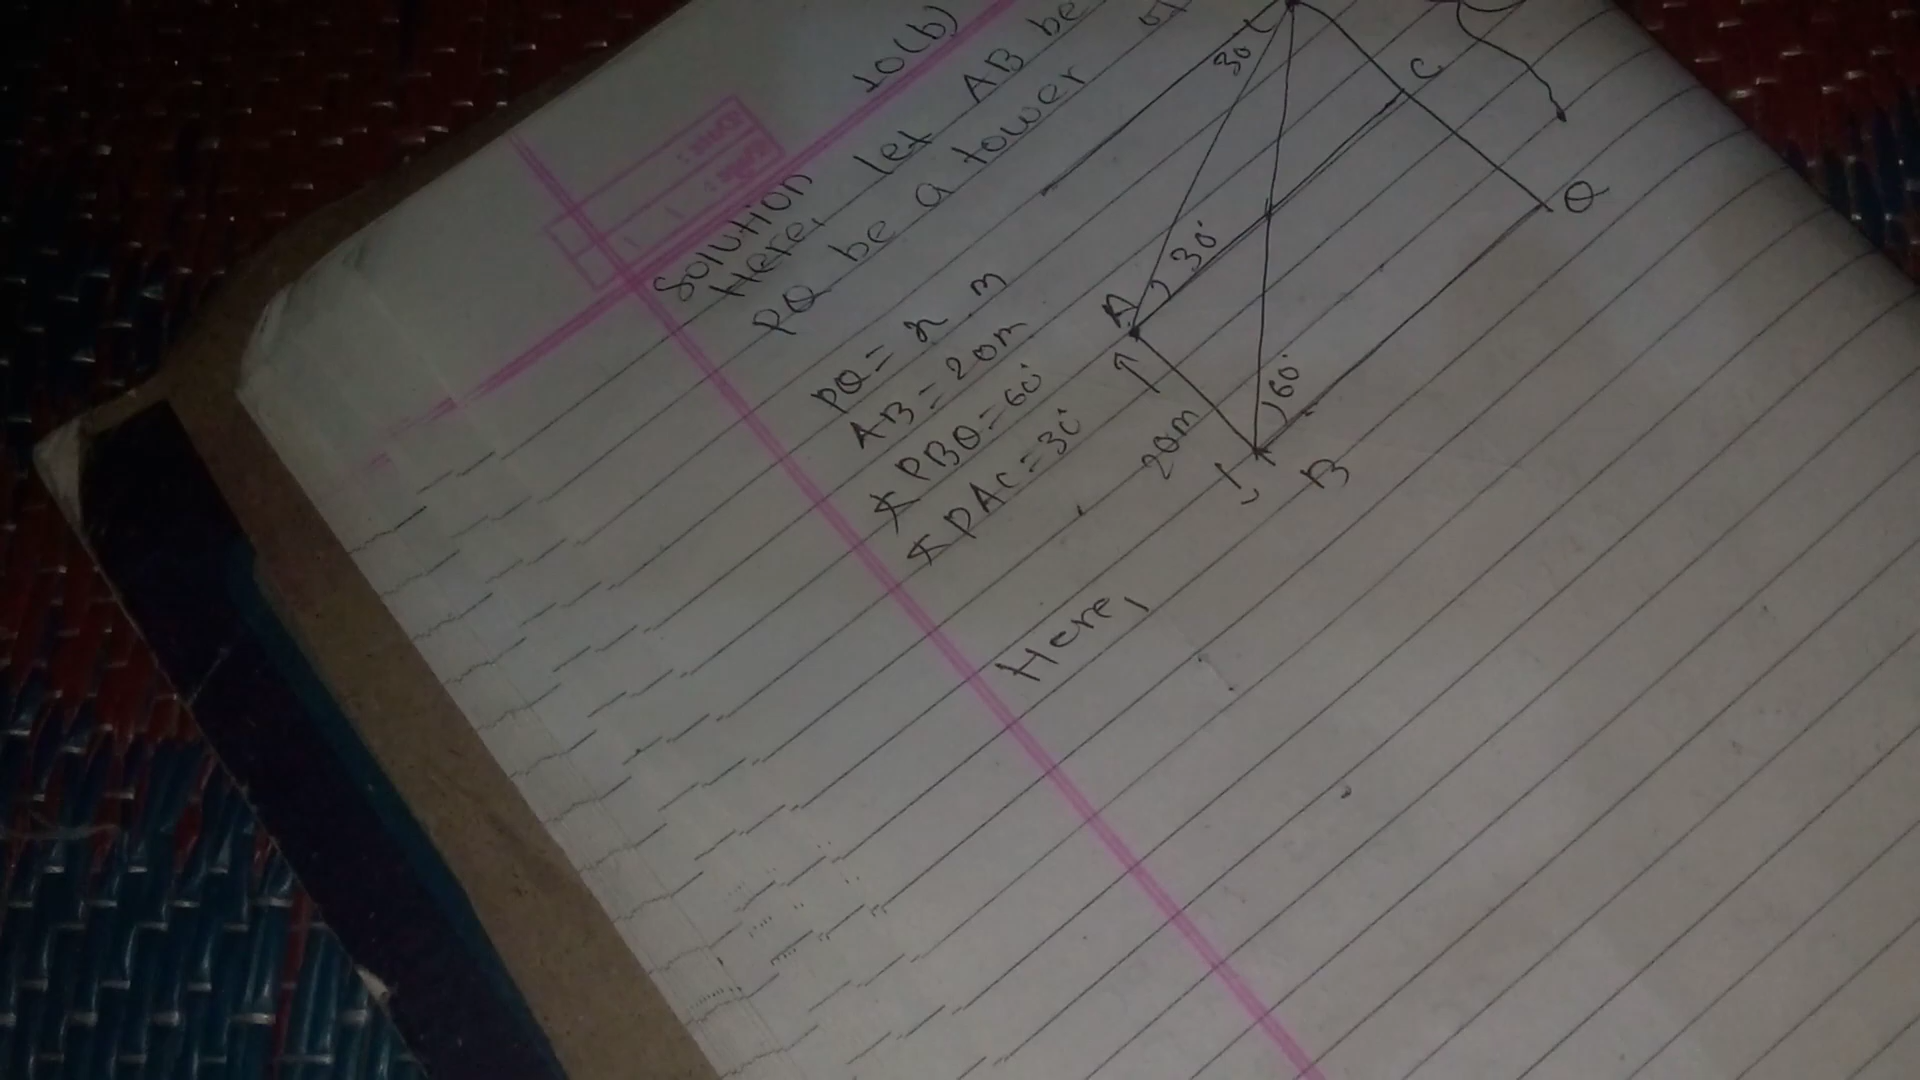 10(b)
Solution
Here, let AB be
PQ be a tower of
PQ = x m
AB = 20m
∠PBQ = 60°
∠PAC = 30°
30°
C
Q
A
30°
60°
20m
B
Here,